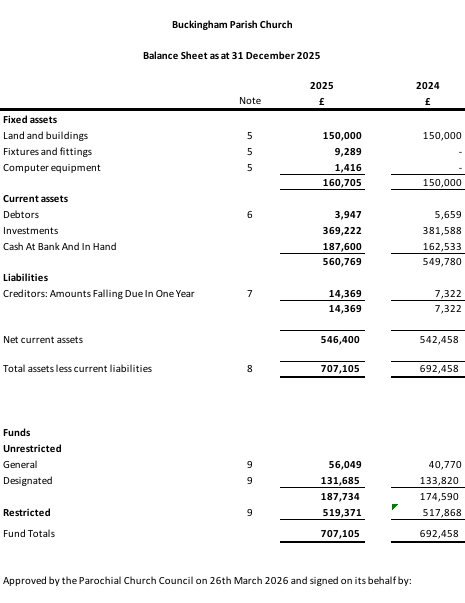 Buckingham Parish Church
Balance Sheet as at 31 December 2025
2025 2024
Note £ £
Fixed assets
Land and buildings 5 150,000 150,000
Fixtures and fittings 5 9,289 -
Computer equipment 5 1,416 -
160,705 150,000
Current assets
Debtors 6 3,947 5,659
Investments 369,222 381,588
Cash At Bank And In Hand 187,600 162,533
560,769 549,780
Liabilities
Creditors: Amounts Falling Due In One Year 7 14,369 7,322
14,369 7,322
Net current assets 546,400 542,458
Total assets less current liabilities 8 707,105 692,458
Funds
Unrestricted
General 9 56,049 40,770
Designated 9 131,685 133,820
187,734 174,590
Restricted 9 519,371 517,868
Fund Totals 707,105 692,458
Approved by the Parochial Church Council on 26th March 2026 and signed on its behalf by: